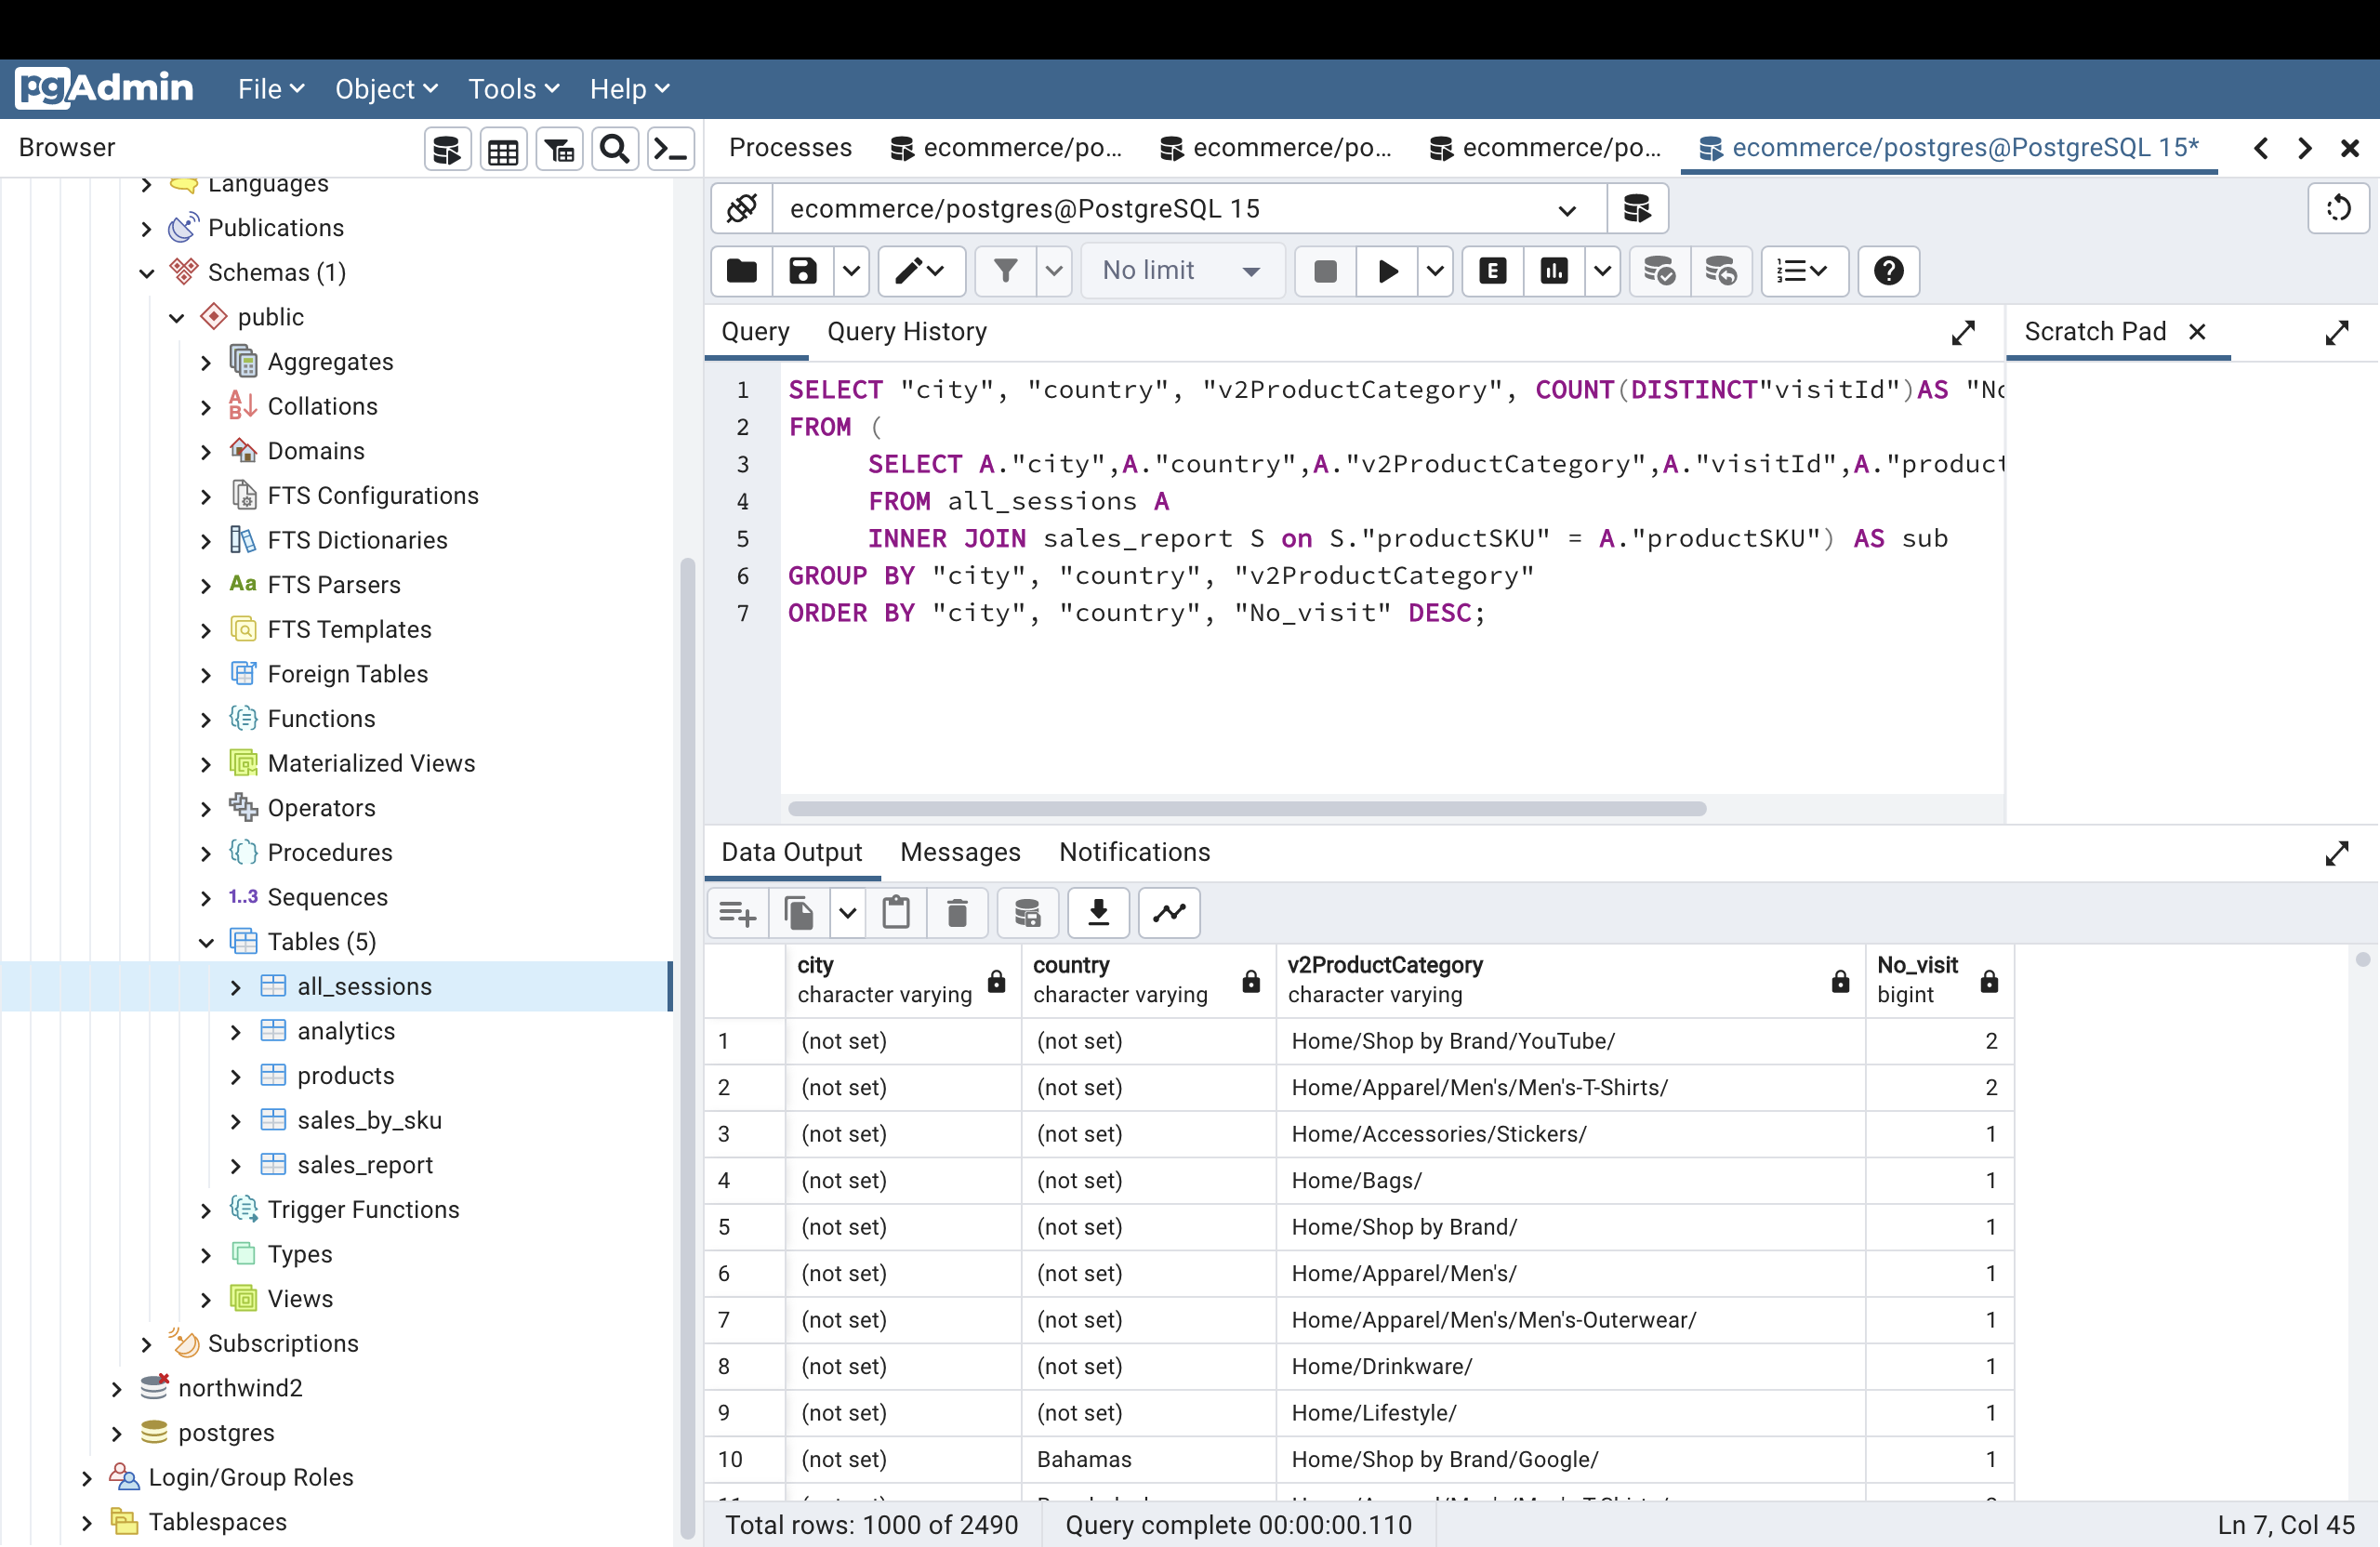 pgAdmin File Object Tools Help
Browser
Processes ecommerce/po... ecommerce/po... ecommerce/po... ecommerce/postgres@PostgreSQL 15*
Languages
Publications
Schemas (1)
public
Aggregates
Collations
Domains
FTS Configurations
FTS Dictionaries
Aa FTS Parsers
FTS Templates
Foreign Tables
Functions
Materialized Views
Operators
Procedures
1..3 Sequences
Tables (5)
all_sessions
analytics
products
sales_by_sku
sales_report
Trigger Functions
Types
Views
Subscriptions
northwind2
postgres
Login/Group Roles
Tablespaces
ecommerce/postgres@PostgreSQL 15
No limit E
Query Query History
Scratch Pad
1 SELECT "city", "country", "v2ProductCategory", COUNT(DISTINCT"visitId")AS "No
2 FROM (
3 SELECT A."city",A."country",A."v2ProductCategory",A."visitId",A."product
4 FROM all_sessions A
5 INNER JOIN sales_report S on S."productSKU" = A."productSKU") AS sub
6 GROUP BY "city", "country", "v2ProductCategory"
7 ORDER BY "city", "country", "No_visit" DESC;
Data Output Messages Notifications
city country v2ProductCategory No_visit
character varying character varying character varying bigint
1 (not set) (not set) Home/Shop by Brand/YouTube/ 2
2 (not set) (not set) Home/Apparel/Men's/Men's-T-Shirts/ 2
3 (not set) (not set) Home/Accessories/Stickers/ 1
4 (not set) (not set) Home/Bags/ 1
5 (not set) (not set) Home/Shop by Brand/ 1
6 (not set) (not set) Home/Apparel/Men's/ 1
7 (not set) (not set) Home/Apparel/Men's/Men's-Outerwear/ 1
8 (not set) (not set) Home/Drinkware/ 1
9 (not set) (not set) Home/Lifestyle/ 1
10 (not set) Bahamas Home/Shop by Brand/Google/ 1
Total rows: 1000 of 2490 Query complete 00:00:00.110 Ln 7, Col 45